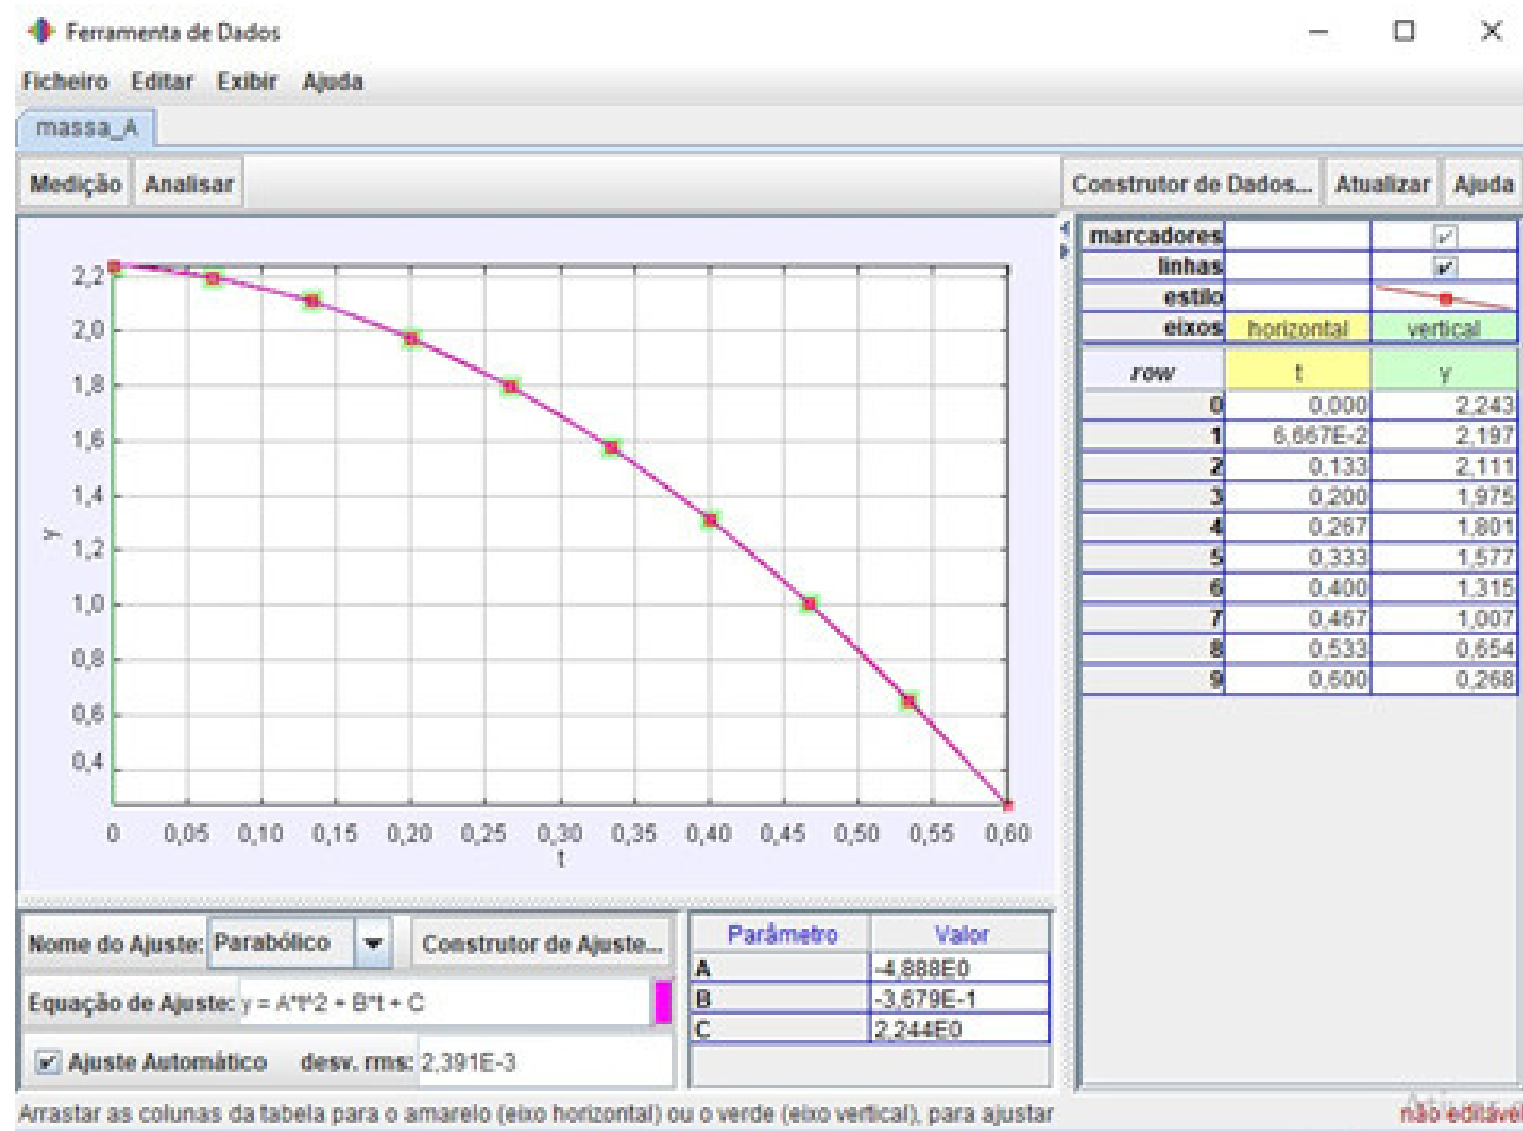 Ferramenta de Dados
Ficheiro Editar Exibir Ajuda
massa_A
Medição Analisar Construtor de Dados... Atualizar Ajuda
marcadores
linhas
estilo
eixos horizontal vertical
row t y
0 0,000 2,243
1 6,667E-2 2,197
2 0,133 2,111
3 0,200 1,975
4 0,267 1,801
5 0,333 1,577
6 0,400 1,315
7 0,467 1,007
8 0,533 0,654
9 0,600 0,268
2,2
2,0
1,8
1,6
1,4
y
1,2
1,0
0,8
0,6
0,4
0 0,05 0,10 0,15 0,20 0,25 0,30 0,35 0,40 0,45 0,50 0,55 0,60
t
Nome do Ajuste: Parabólico Construtor de Ajuste...
Equação de Ajuste: y = A*t^2 + B*t + C
Ajuste Automático desv. rms: 2,391E-3
Parâmetro Valor
A -4,888E0
B -3,679E-1
C 2,244E0
Arrastar as colunas da tabela para o amarelo (eixo horizontal) ou o verde (eixo vertical), para ajustar
não editável